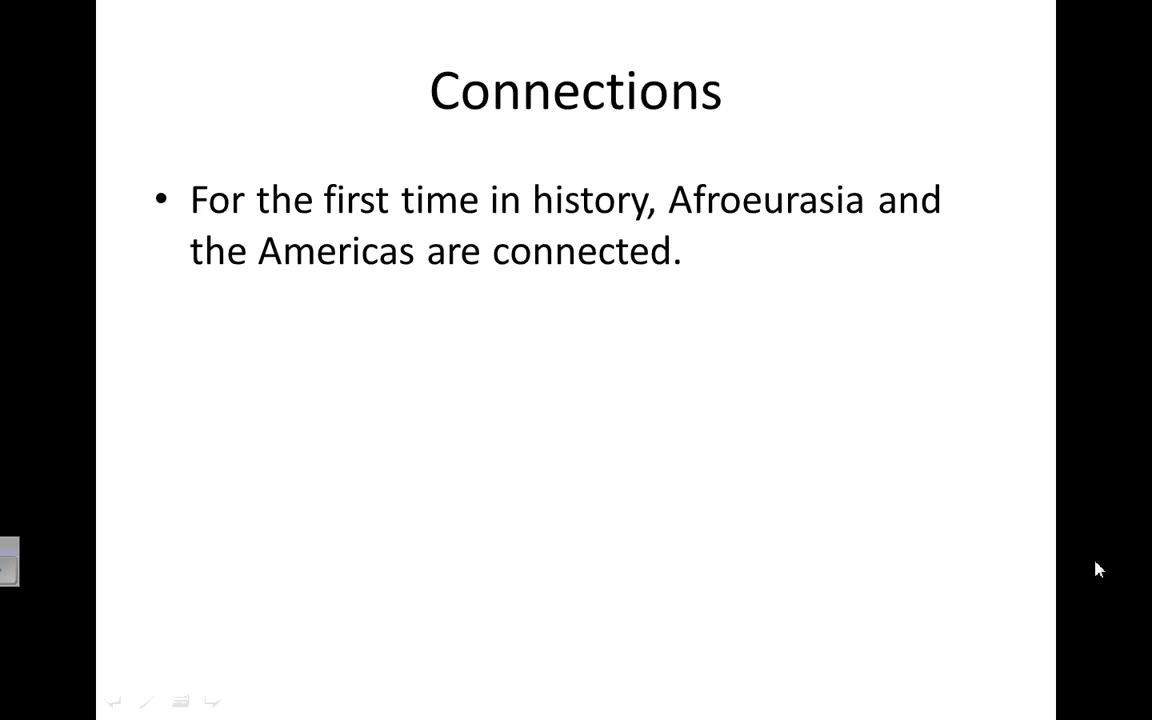 Connections
• For the first time in history, Afroeurasia and
the Americas are connected.